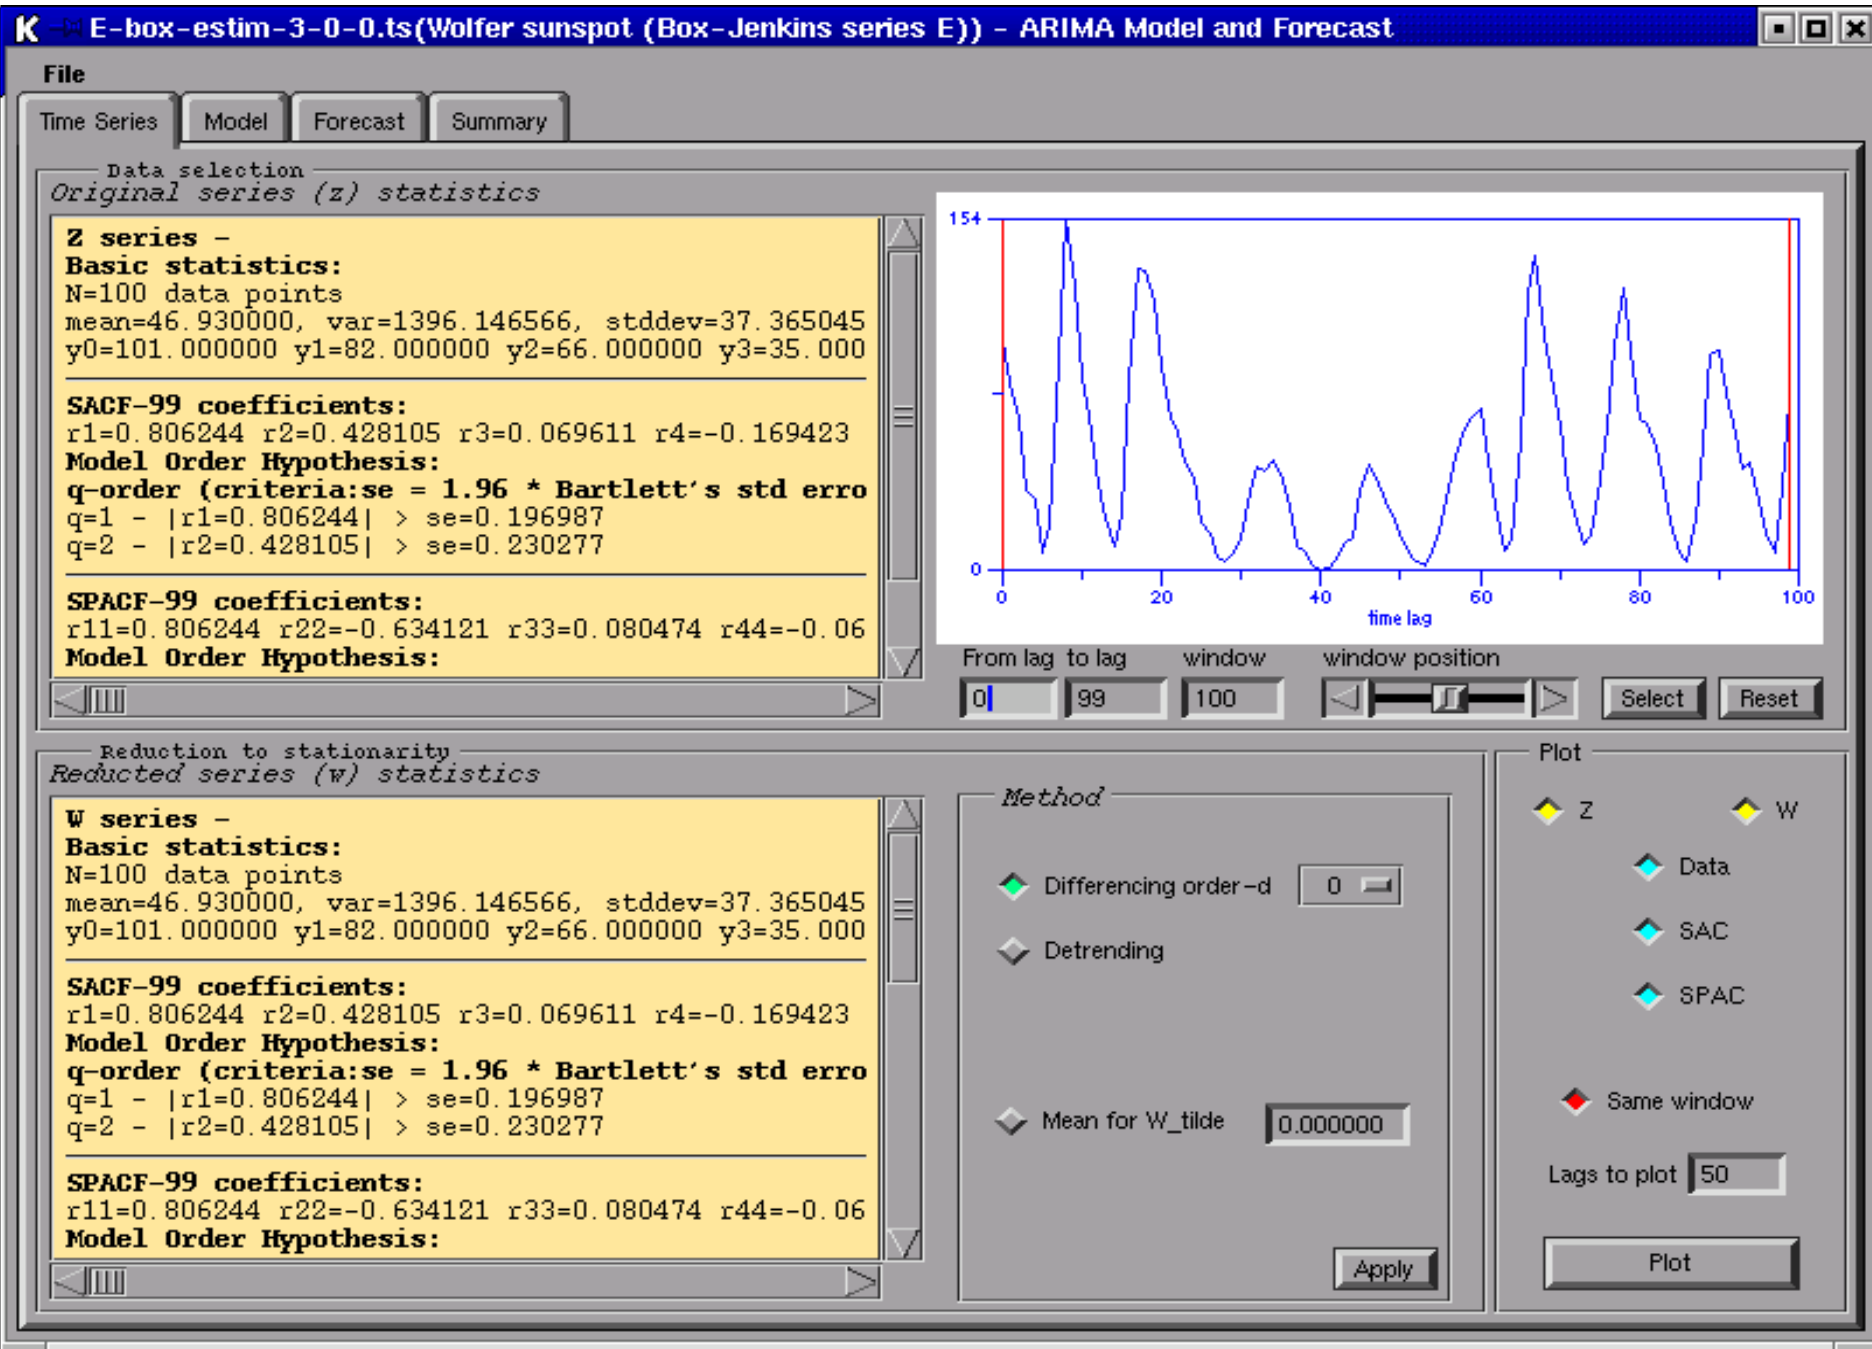 E-box-estim-3-0-0.ts(Wolfer sunspot (Box-Jenkins series E)) - ARIMA Model and Forecast
File
Time Series Model Forecast Summary
Data selection
Original series (z) statistics
Z series -
Basic statistics:
N=100 data points
mean=46.930000, var=1396.146566, stddev=37.365045
y0=101.000000 y1=82.000000 y2=66.000000 y3=35.000
SACF-99 coefficients:
r1=0.806244 r2=0.428105 r3=0.069611 r4=-0.169423
Model Order Hypothesis:
q-order (criteria:se = 1.96 * Bartlett's std erro
q=1 - |r1=0.806244| > se=0.196987
q=2 - |r2=0.428105| > se=0.230277
SPACF-99 coefficients:
r11=0.806244 r22=-0.634121 r33=0.080474 r44=-0.06
Model Order Hypothesis:
154
0
0 20 40 60 80 100
time lag
From lag to lag window window position
0 99 100 Select Reset
Reduction to stationarity
Reducted series (w) statistics
W series -
Basic statistics:
N=100 data points
mean=46.930000, var=1396.146566, stddev=37.365045
y0=101.000000 y1=82.000000 y2=66.000000 y3=35.000
SACF-99 coefficients:
r1=0.806244 r2=0.428105 r3=0.069611 r4=-0.169423
Model Order Hypothesis:
q-order (criteria:se = 1.96 * Bartlett's std erro
q=1 - |r1=0.806244| > se=0.196987
q=2 - |r2=0.428105| > se=0.230277
SPACF-99 coefficients:
r11=0.806244 r22=-0.634121 r33=0.080474 r44=-0.06
Model Order Hypothesis:
Method
Differencing order-d 0
Detrending
Mean for W_tilde 0.000000
Apply
Plot
Z W
Data
SAC
SPAC
Same window
Lags to plot 50
Plot